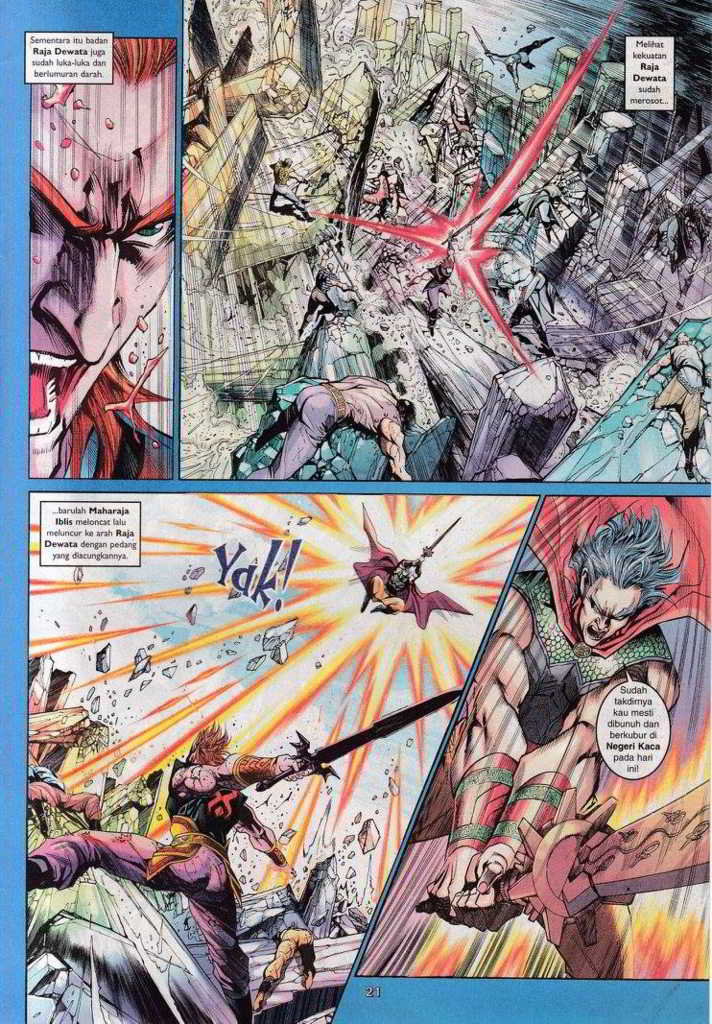 Sementara itu badan
Raja Dewata juga
sudah luka-luka dan
berlumuran darah.
Melihat
kekuatan
Raja
Dewata
sudah
merosot...
...barulah Maharaja
Iblis meloncat lalu
meluncur ke arah Raja
Dewata dengan pedang
yang diacungkannya.
Yak!
Sudah
takdirnya
kau mesti
dibunuh dan
berkubur di
Negeri Kaca
pada hari
ini!
21